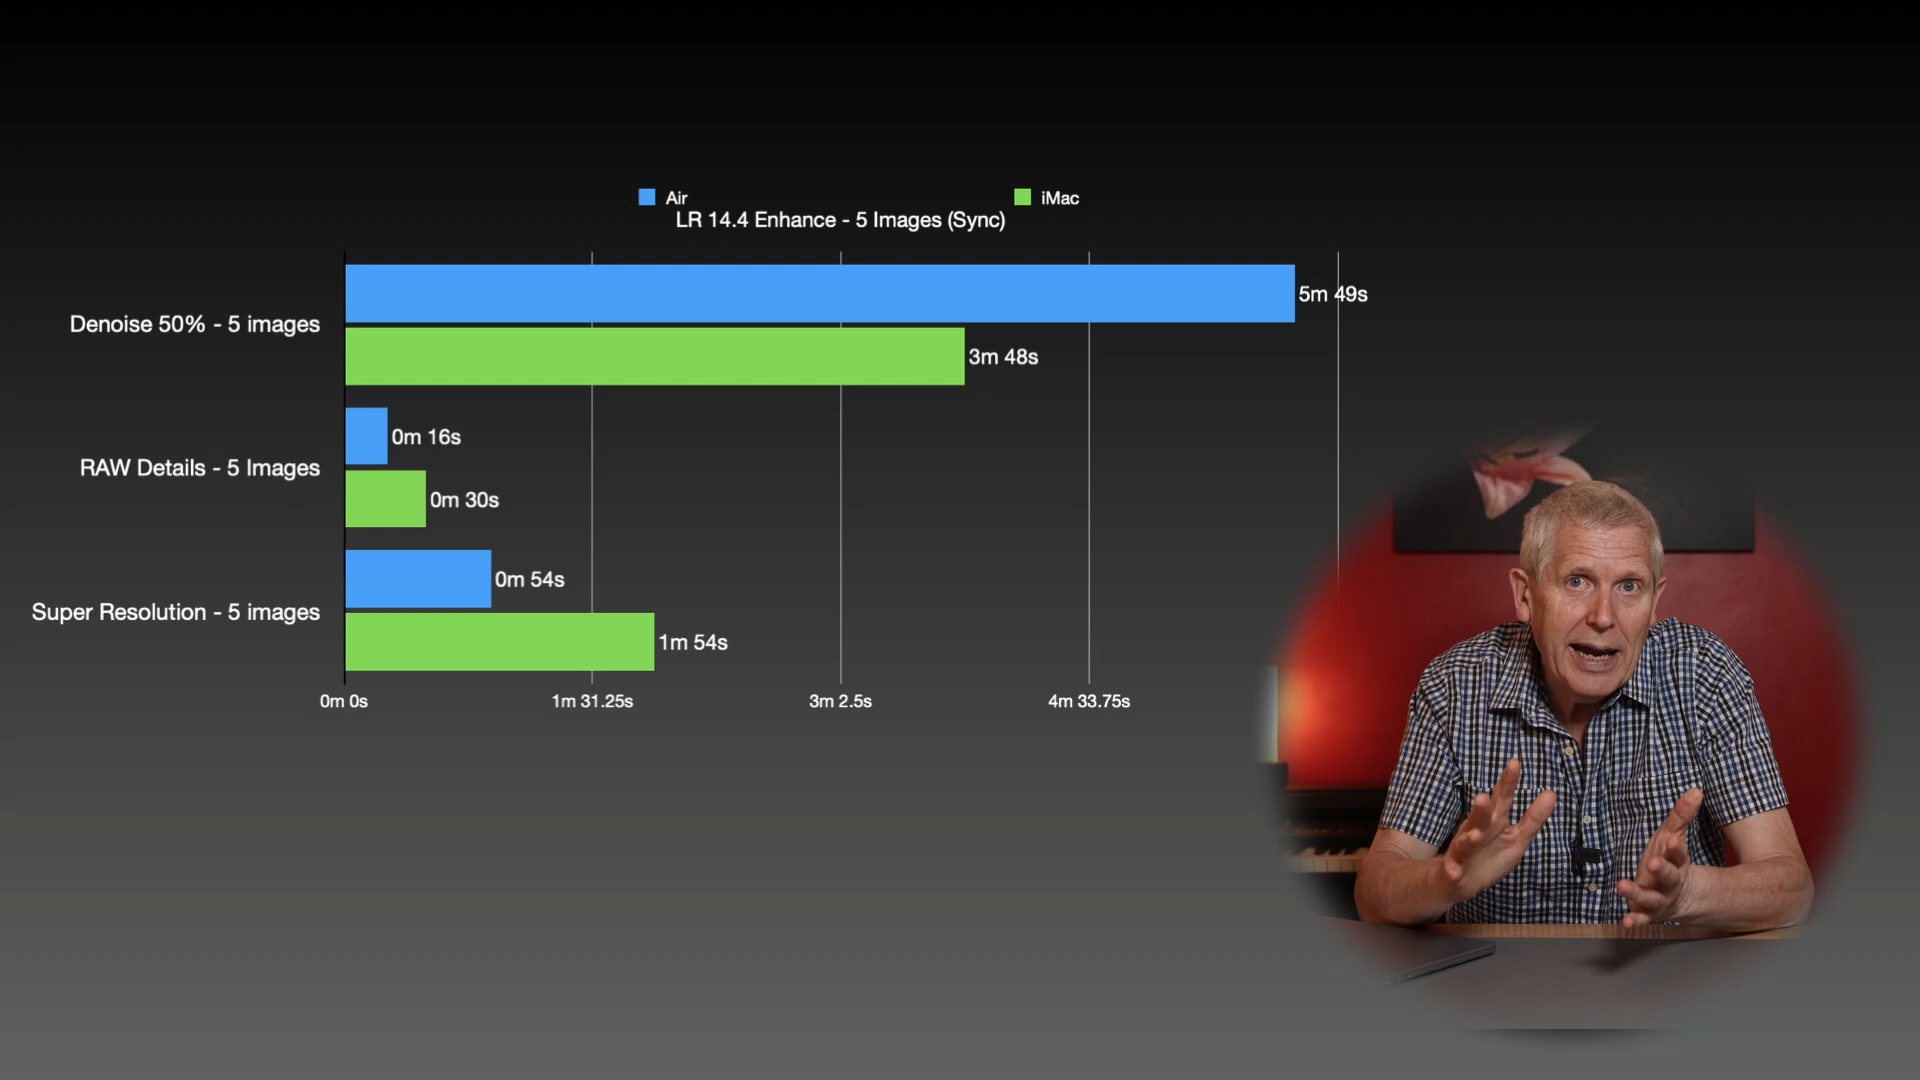 Air
iMac
LR 14.4 Enhance - 5 Images (Sync)
Denoise 50% - 5 images
5m 49s
3m 48s
RAW Details - 5 Images
0m 16s
0m 30s
Super Resolution - 5 images
0m 54s
1m 54s
0m 0s
1m 31.25s
3m 2.5s
4m 33.75s